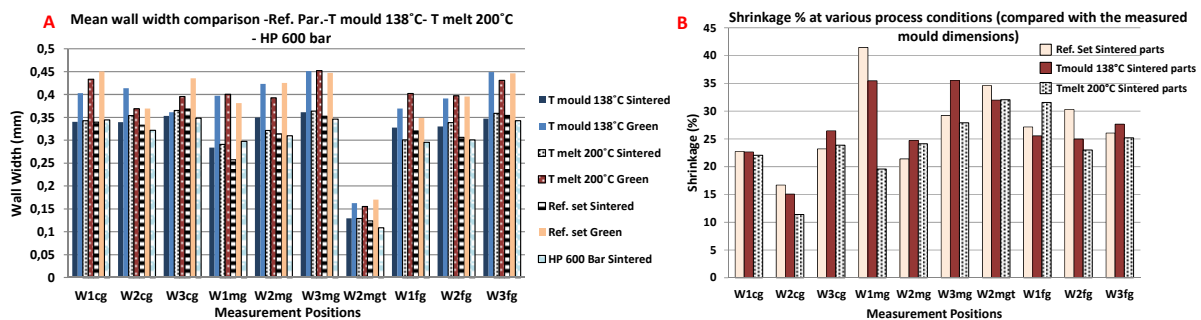 A
Mean wall width comparison -Ref. Par.-T mould 138˚C- T melt 200˚C
- HP 600 bar
Wall Width (mm)
0,5
0,45
0,4
0,35
0,3
0,25
0,2
0,15
0,1
0,05
0
W1cg W2cg W3cg W1mg W2mg W3mg W2mgt W1fg W2fg W3fg
Measurement Positions
T mould 138˚C Sintered
T mould 138˚C Green
T melt 200˚C Sintered
T melt 200˚C Green
Ref. set Sintered
Ref. set Green
HP 600 Bar Sintered
B
Shrinkage % at various process conditions (compared with the measured
mould dimensions)
Shrinkage (%)
45
40
35
30
25
20
15
10
5
0
W1cg W2cg W3cg W1mg W2mg W3mg W2mgt W1fg W2fg W3fg
Measurement Positions
Ref. Set Sintered parts
Tmould 138°C Sintered parts
Tmelt 200°C Sintered parts